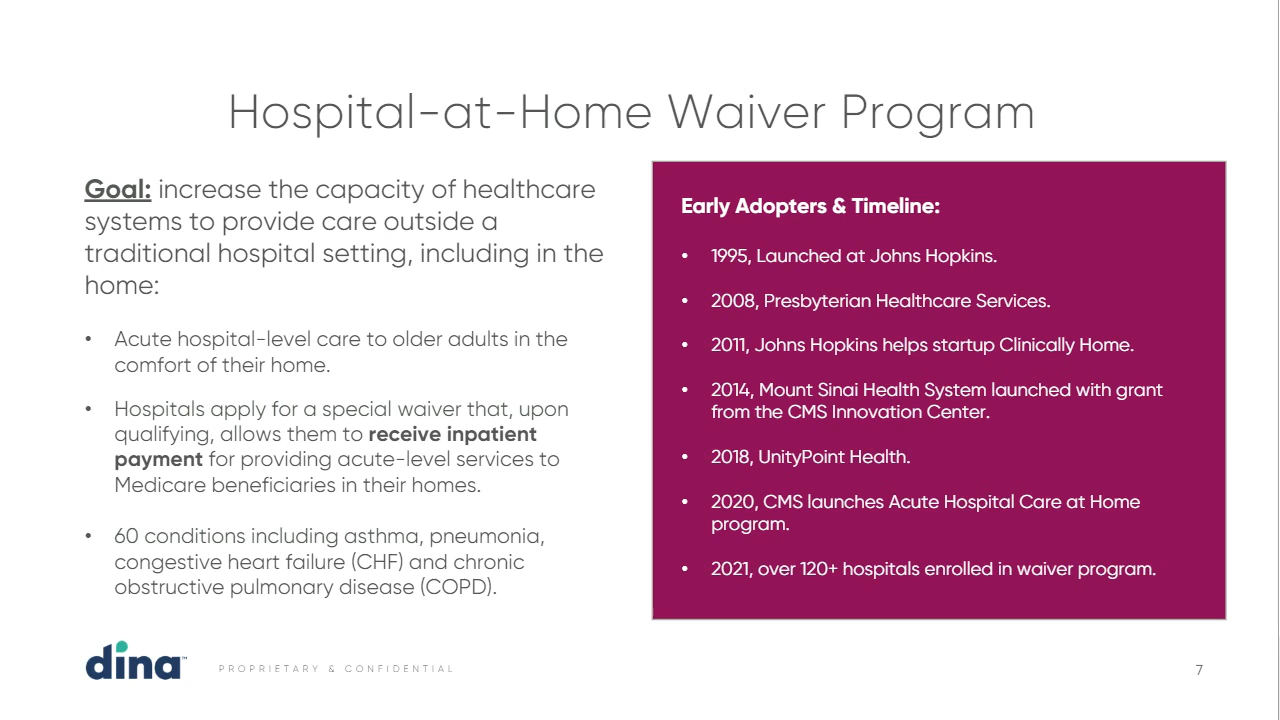 Hospital-at-Home Waiver Program
Goal: increase the capacity of healthcare
systems to provide care outside a
traditional hospital setting, including in the
home:
• Acute hospital-level care to older adults in the
comfort of their home.
• Hospitals apply for a special waiver that, upon
qualifying, allows them to receive inpatient
payment for providing acute-level services to
Medicare beneficiaries in their homes.
• 60 conditions including asthma, pneumonia,
congestive heart failure (CHF) and chronic
obstructive pulmonary disease (COPD).
Early Adopters & Timeline:
• 1995, Launched at Johns Hopkins.
• 2008, Presbyterian Healthcare Services.
• 2011, Johns Hopkins helps startup Clinically Home.
• 2014, Mount Sinai Health System launched with grant
from the CMS Innovation Center.
• 2018, UnityPoint Health.
• 2020, CMS launches Acute Hospital Care at Home
program.
• 2021, over 120+ hospitals enrolled in waiver program.
dina™
PROPRIETARY & CONFIDENTIAL
7